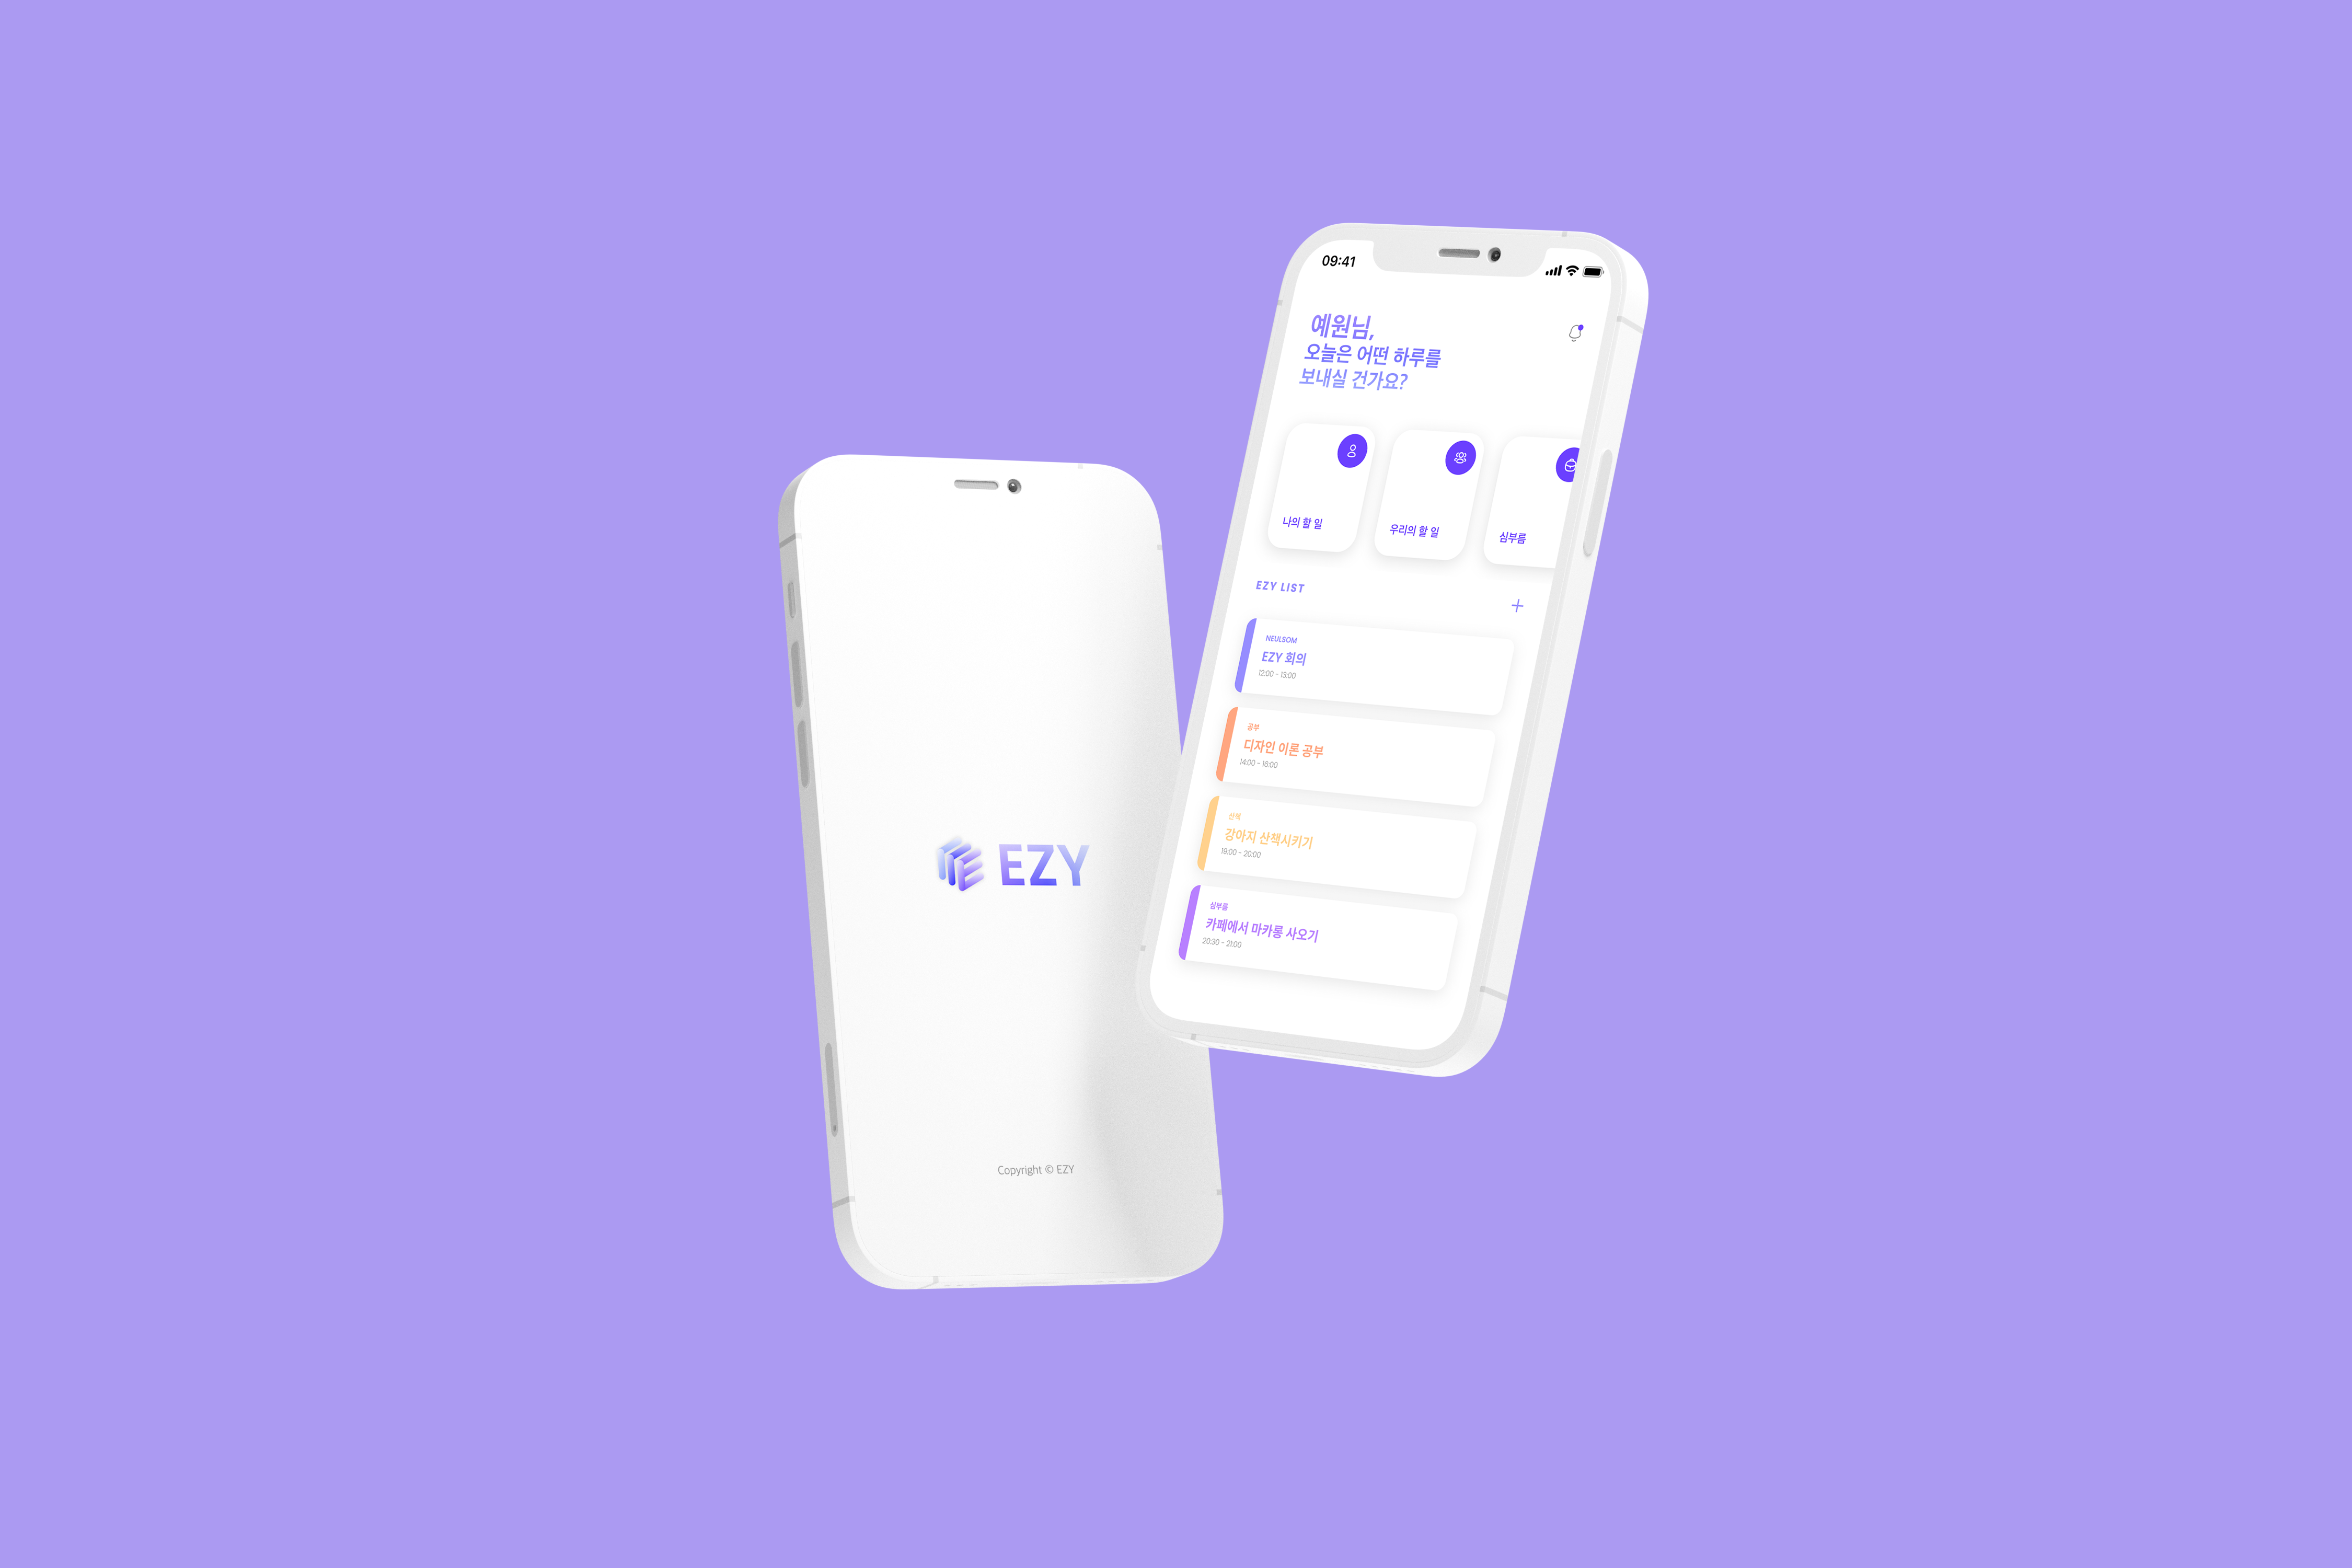 EZY
Copyright © EZY
09:41
예원님,
오늘은 어떤 하루를
보내실 건가요?
나의 할 일
우리의 할 일
심부름
EZY LIST
NEULSOM
EZY 회의
12:00 - 13:00
공부
디자인 이론 공부
14:00 - 16:00
산책
강아지 산책시키기
19:00 - 20:00
심부름
카페에서 마카롱 사오기
20:30 - 21:00